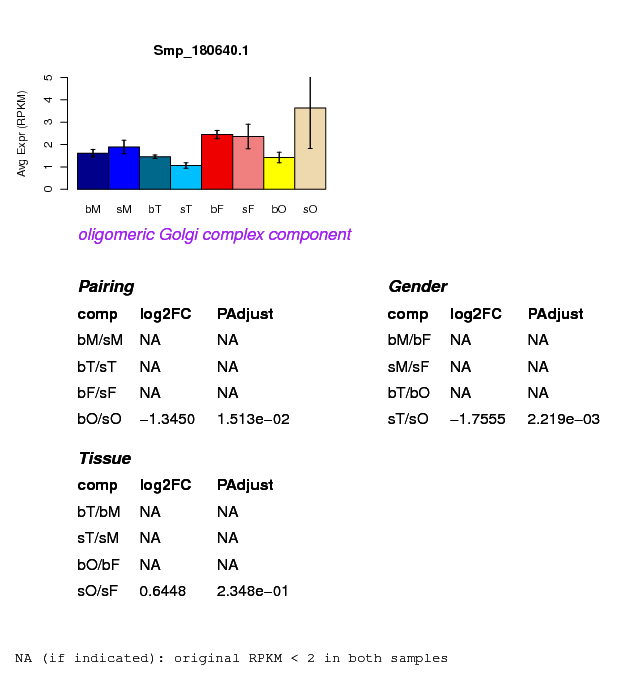 Smp_180640.1
Avg Expr (RPKM)
0 1 2 3 4 5
bM sM bT sT bF sF bO sO
oligomeric Golgi complex component
Pairing
comp log2FC PAdjust
bM/sM NA NA
bT/sT NA NA
bF/sF NA NA
bO/sO −1.3450 1.513e−02
Gender
comp log2FC PAdjust
bM/bF NA NA
sM/sF NA NA
bT/bO NA NA
sT/sO −1.7555 2.219e−03
Tissue
comp log2FC PAdjust
bT/bM NA NA
sT/sM NA NA
bO/bF NA NA
sO/sF 0.6448 2.348e−01
NA (if indicated): original RPKM < 2 in both samples